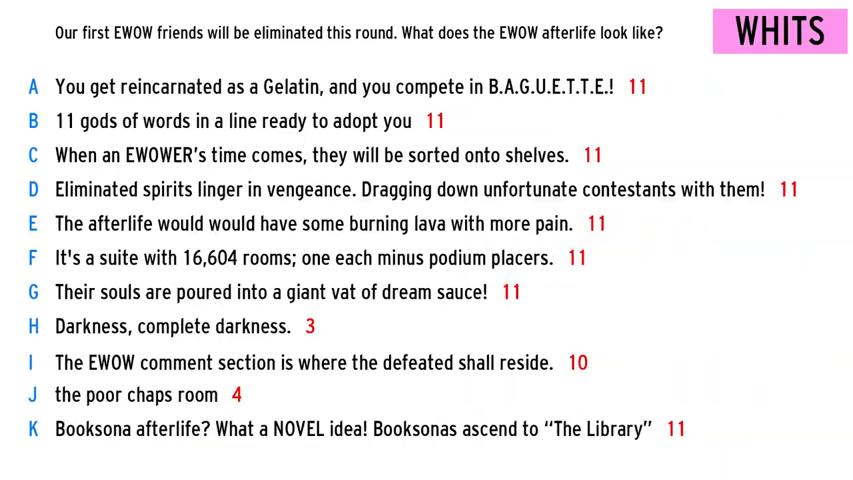 Our first EWOW friends will be eliminated this round. What does the EWOW afterlife look like?
WHITS
A You get reincarnated as a Gelatin, and you compete in B.A.G.U.E.T.T.E.! 11
B 11 gods of words in a line ready to adopt you 11
C When an EWOWER's time comes, they will be sorted onto shelves. 11
D Eliminated spirits linger in vengeance. Dragging down unfortunate contestants with them! 11
E The afterlife would would have some burning lava with more pain. 11
F It's a suite with 16,604 rooms; one each minus podium placers. 11
G Their souls are poured into a giant vat of dream sauce! 11
H Darkness, complete darkness. 3
I The EWOW comment section is where the defeated shall reside. 10
J the poor chaps room 4
K Booksona afterlife? What a NOVEL idea! Booksonas ascend to “The Library” 11